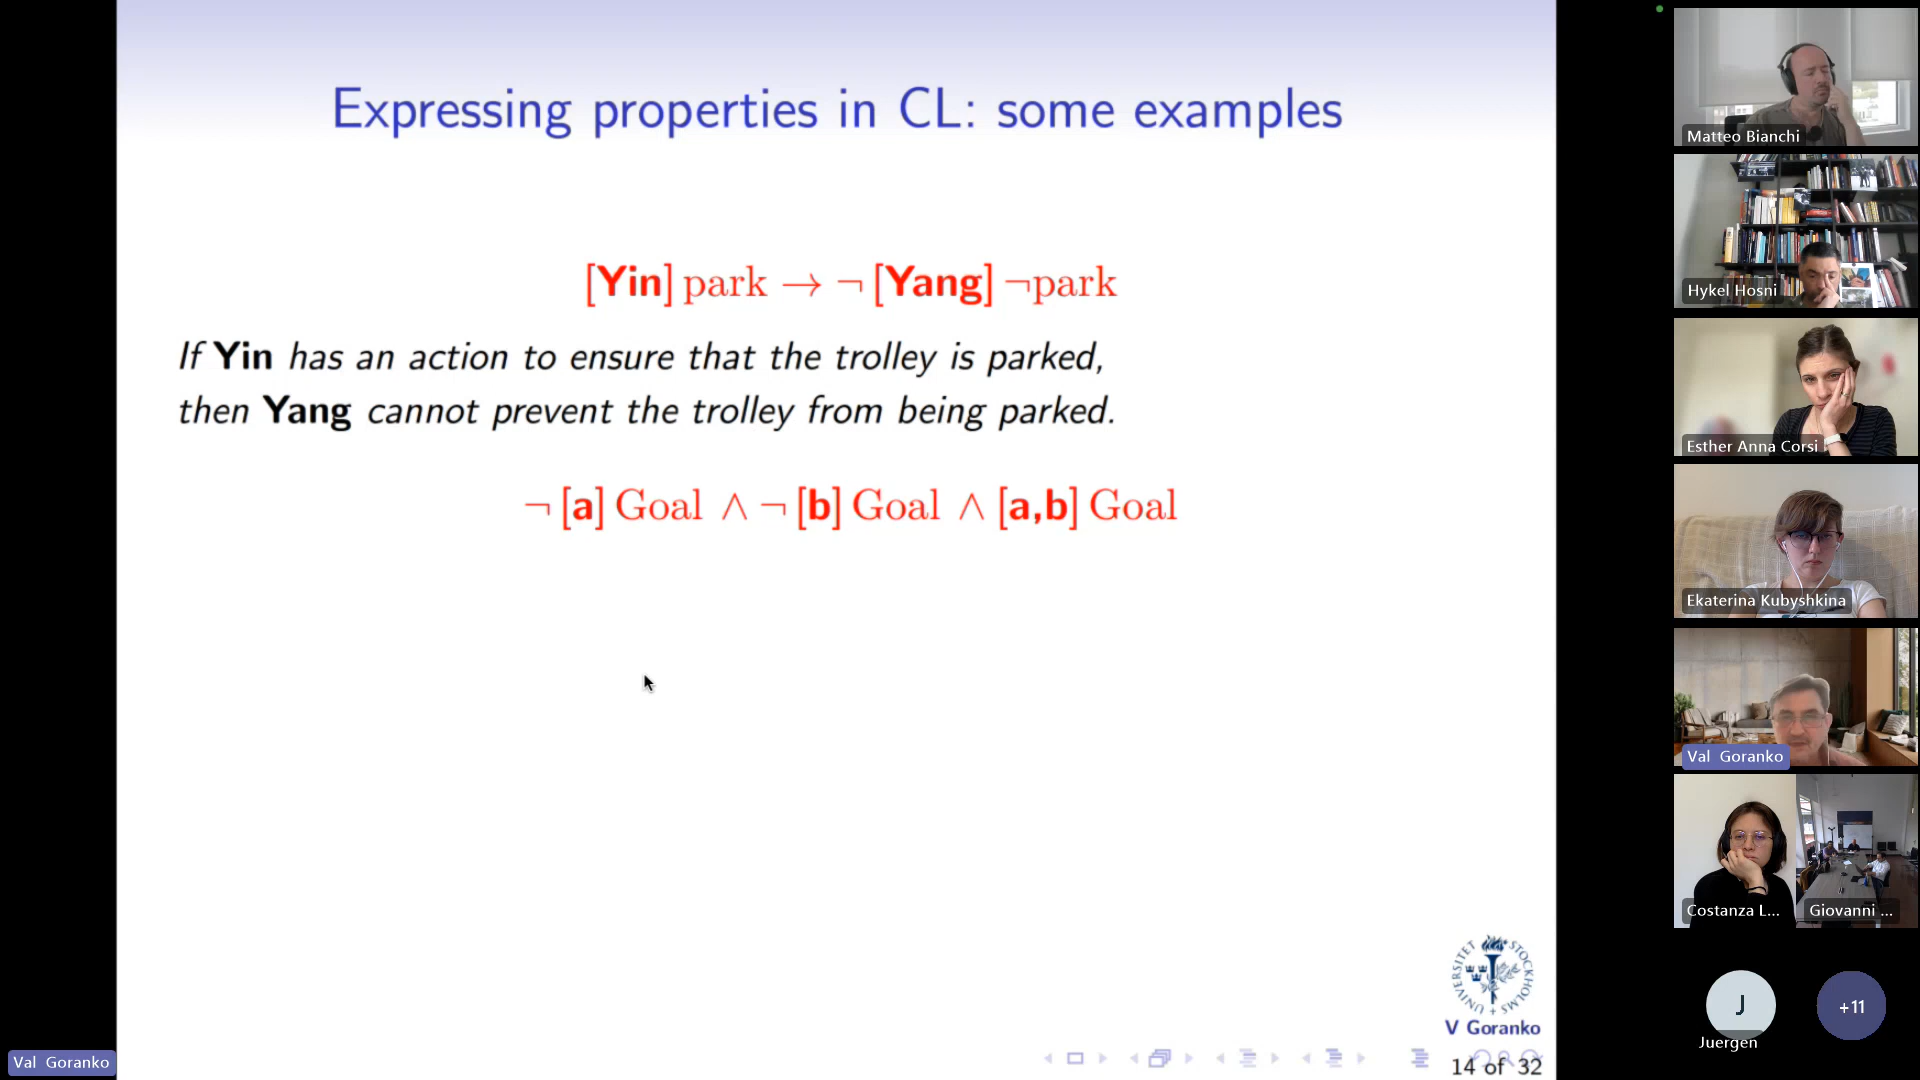 Expressing properties in CL: some examples
[Yin] park → ¬ [Yang] ¬park
If Yin has an action to ensure that the trolley is parked,
then Yang cannot prevent the trolley from being parked.
¬ [a] Goal ∧ ¬ [b] Goal ∧ [a,b] Goal
STOCKHOLMS UNIVERSITET
V Goranko
14 of 32
Val Goranko
Matteo Bianchi
Hykel Hosni
Esther Anna Corsi
Ekaterina Kubyshkina
Val Goranko
Costanza L...
Giovanni ...
J
Juergen
+11